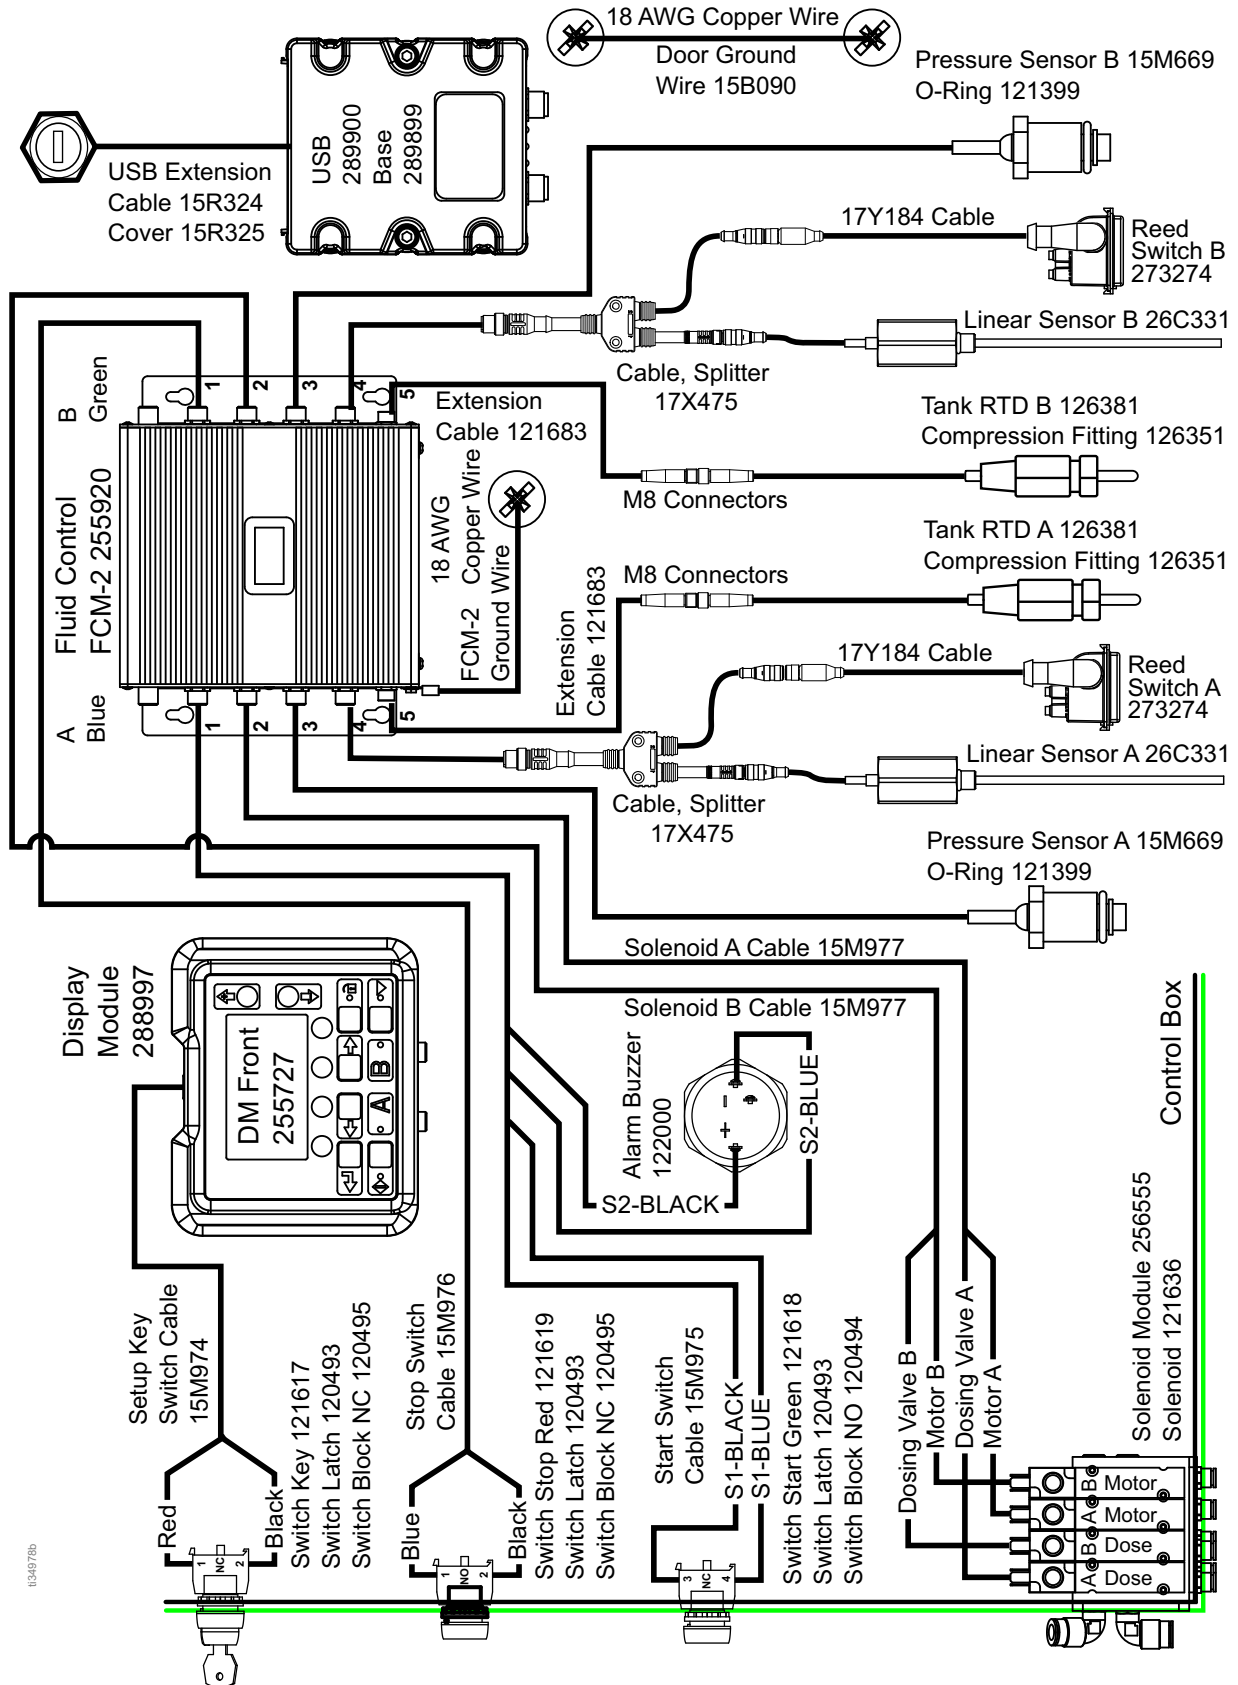 18 AWG Copper Wire
Door Ground
Wire 15B090
Pressure Sensor B 15M669
O-Ring 121399
USB
289900
Base
289899
USB Extension
Cable 15R324
Cover 15R325
17Y184 Cable
Reed
Switch B
273274
Linear Sensor B 26C331
Cable, Splitter
17X475
B
Green
Fluid Control
FCM-2 255920
A
Blue
1
2
3
4
5
1
2
3
4
5
Extension
Cable 121683
18 AWG
Copper Wire
FCM-2
Ground Wire
M8 Connectors
Tank RTD B 126381
Compression Fitting 126351
Tank RTD A 126381
Compression Fitting 126351
M8 Connectors
Extension
Cable 121683
17Y184 Cable
Reed
Switch A
273274
Linear Sensor A 26C331
Cable, Splitter
17X475
Pressure Sensor A 15M669
O-Ring 121399
Solenoid A Cable 15M977
Solenoid B Cable 15M977
Display
Module
288997
DM Front
255727
A
B
Alarm Buzzer
122000
+
-
S2-BLUE
S2-BLACK
Control Box
Setup Key
Switch Cable
15M974
Red
Black
1
NC
2
Switch Key 121617
Switch Latch 120493
Switch Block NC 120495
Stop Switch
Cable 15M976
Blue
Black
1
NO
2
Switch Stop Red 121619
Switch Latch 120493
Switch Block NC 120495
Start Switch
Cable 15M975
S1-BLACK
S1-BLUE
3
NC
4
Switch Start Green 121618
Switch Latch 120493
Switch Block NO 120494
Dosing Valve B
Motor B
Dosing Valve A
Motor A
Solenoid Module 256555
Solenoid 121636
B Motor
A Motor
B Dose
A Dose
ti34978b